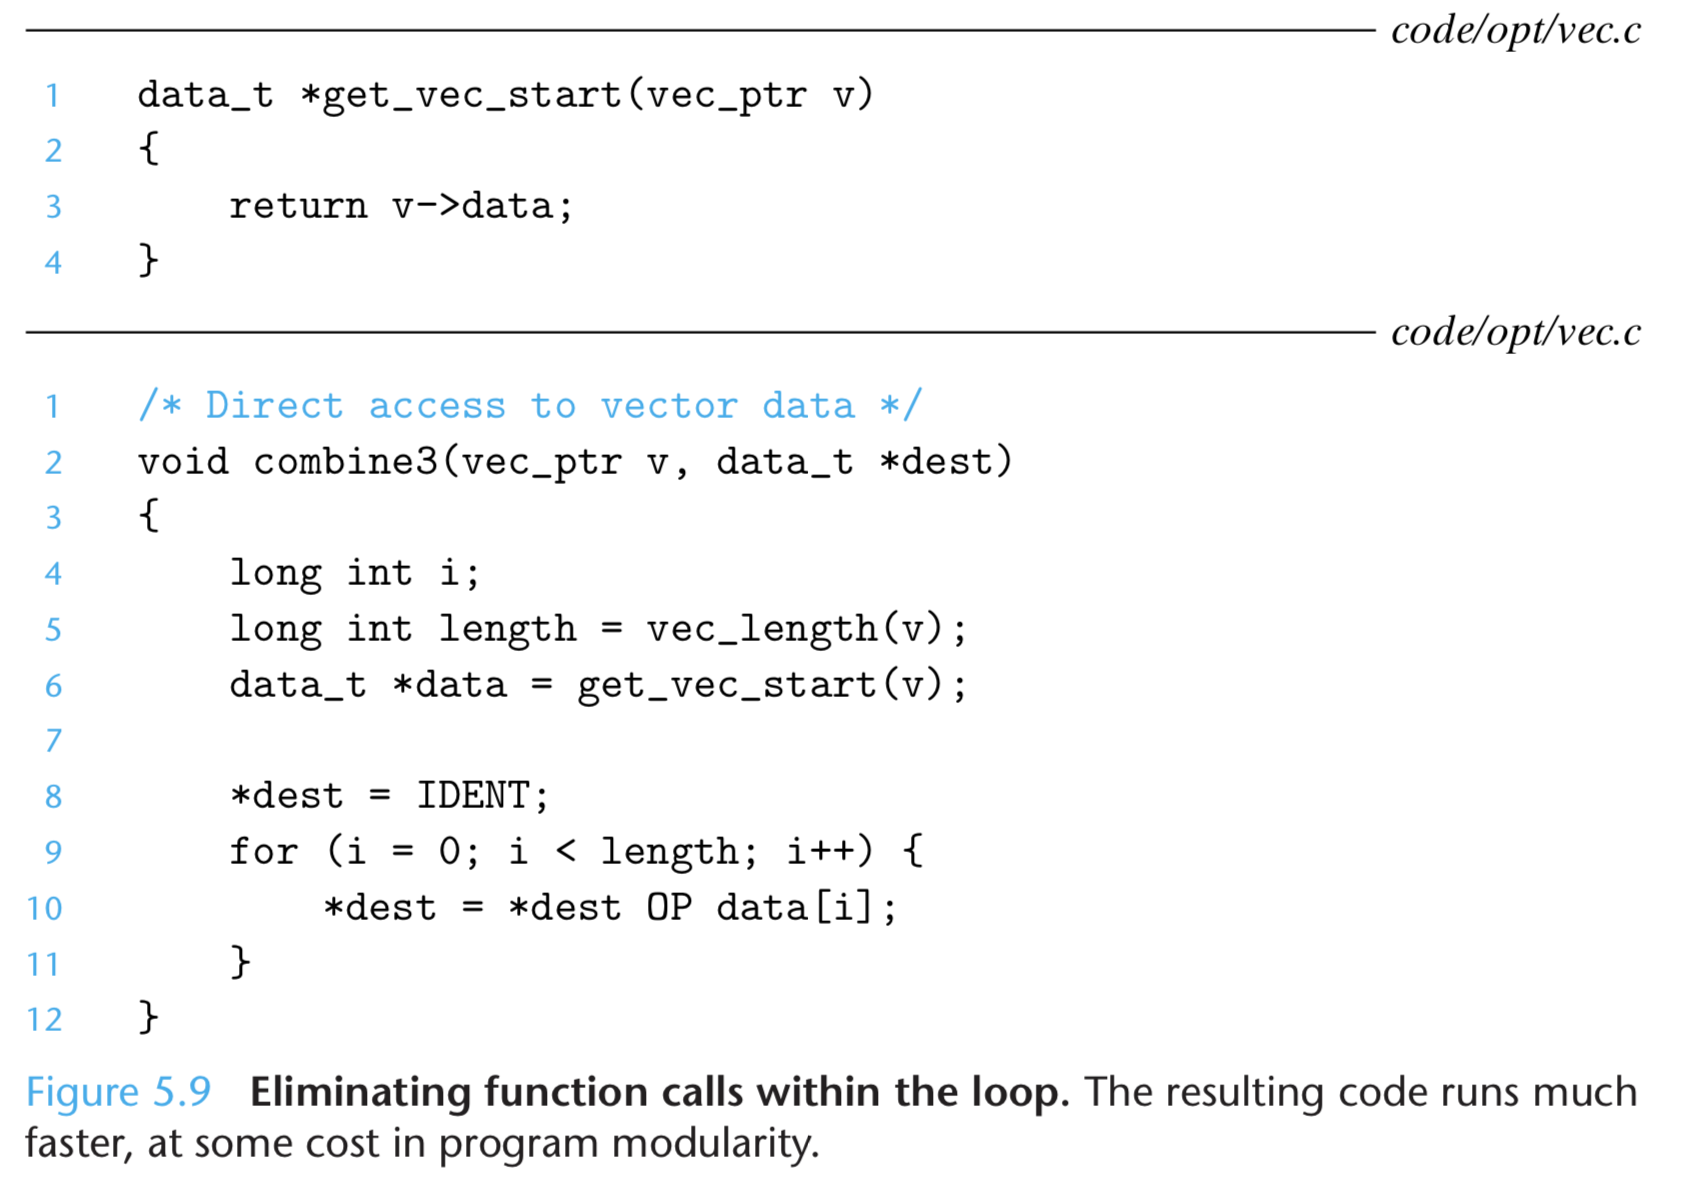 code/opt/vec.c
1 data_t *get_vec_start(vec_ptr v)
2 {
3 return v->data;
4 }
code/opt/vec.c
1 /* Direct access to vector data */
2 void combine3(vec_ptr v, data_t *dest)
3 {
4 long int i;
5 long int length = vec_length(v);
6 data_t *data = get_vec_start(v);
7
8 *dest = IDENT;
9 for (i = 0; i < length; i++) {
10 *dest = *dest OP data[i];
11 }
12 }
Figure 5.9 Eliminating function calls within the loop. The resulting code runs much
faster, at some cost in program modularity.